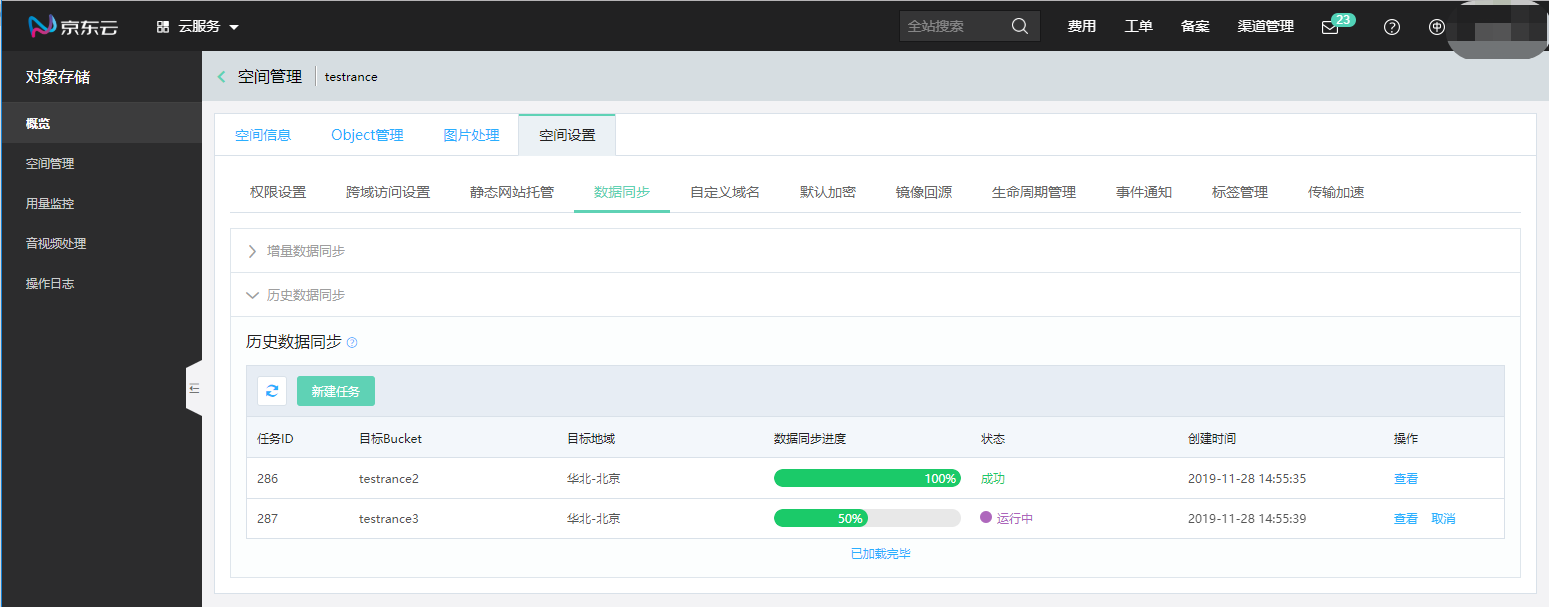 京东云 云服务 全站搜索 费用 工单 备案 渠道管理 23
对象存储
概览
空间管理
用量监控
音视频处理
操作日志
空间管理 testrance
空间信息 Object管理 图片处理 空间设置
权限设置 跨域访问设置 静态网站托管 数据同步 自定义域名 默认加密 镜像回源 生命周期管理 事件通知 标签管理 传输加速
增量数据同步
历史数据同步
历史数据同步
新建任务
任务ID 目标Bucket 目标地域 数据同步进度 状态 创建时间 操作
286 testrance2 华北-北京 100% 成功 2019-11-28 14:55:35 查看
287 testrance3 华北-北京 50% 运行中 2019-11-28 14:55:39 查看 取消
已加载完毕